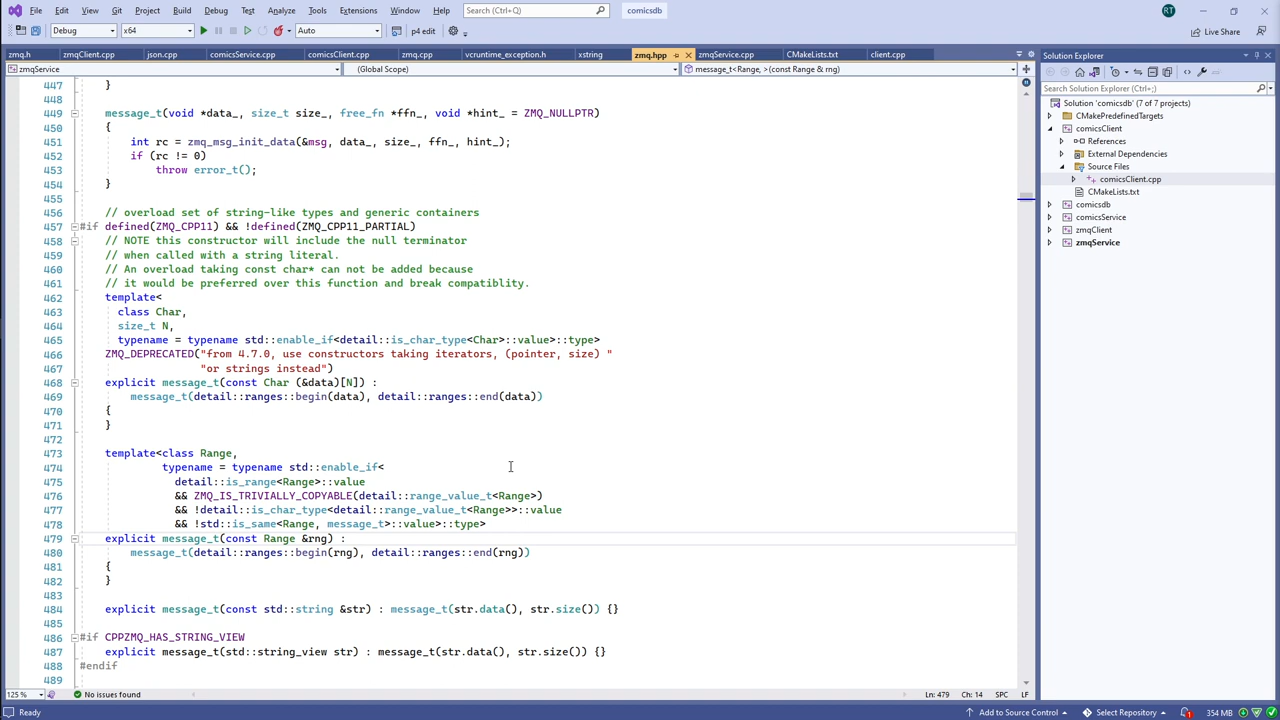 File Edit View Git Project Build Debug Test Analyze Tools Extensions Window Help Search (Ctrl+Q) comicsdb RT
Debug x64 Auto p4 edit Live Share
zmq.h zmqClient.cpp json.cpp comicsService.cpp comicsClient.cpp zmq.cpp vcruntime_exception.h xstring zmq.hpp zmqService.cpp CMakeLists.txt client.cpp
zmqService (Global Scope) message_t<Range, >(const Range & rng)
447 }
448
449 message_t(void *data_, size_t size_, free_fn *ffn_, void *hint_ = ZMQ_NULLPTR)
450 {
451 int rc = zmq_msg_init_data(&msg, data_, size_, ffn_, hint_);
452 if (rc != 0)
453 throw error_t();
454 }
455
456 // overload set of string-like types and generic containers
457 #if defined(ZMQ_CPP11) && !defined(ZMQ_CPP11_PARTIAL)
458 // NOTE this constructor will include the null terminator
459 // when called with a string literal.
460 // An overload taking const char* can not be added because
461 // it would be preferred over this function and break compatiblity.
462 template<
463 class Char,
464 size_t N,
465 typename = typename std::enable_if<detail::is_char_type<Char>::value>::type>
466 ZMQ_DEPRECATED("from 4.7.0, use constructors taking iterators, (pointer, size) "
467 "or strings instead")
468 explicit message_t(const Char (&data)[N]) :
469 message_t(detail::ranges::begin(data), detail::ranges::end(data))
470 {
471 }
472
473 template<class Range,
474 typename = typename std::enable_if<
475 detail::is_range<Range>::value
476 && ZMQ_IS_TRIVIALLY_COPYABLE(detail::range_value_t<Range>)
477 && !detail::is_char_type<detail::range_value_t<Range>>::value
478 && !std::is_same<Range, message_t>::value>::type>
479 explicit message_t(const Range &rng) :
480 message_t(detail::ranges::begin(rng), detail::ranges::end(rng))
481 {
482 }
483
484 explicit message_t(const std::string &str) : message_t(str.data(), str.size()) {}
485
486 #if CPPZMQ_HAS_STRING_VIEW
487 explicit message_t(std::string_view str) : message_t(str.data(), str.size()) {}
488 #endif
489
125 % No issues found Ln: 479 Ch: 14 SPC LF
Solution Explorer
Search Solution Explorer (Ctrl+;)
Solution 'comicsdb' (7 of 7 projects)
CMakePredefinedTargets
comicsClient
References
External Dependencies
Source Files
comicsClient.cpp
CMakeLists.txt
comicsdb
comicsService
zmqClient
zmqService
Ready Add to Source Control Select Repository 1 354 MB